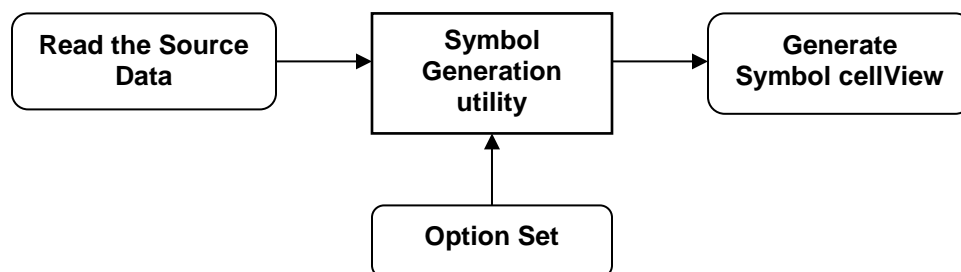 Read the Source
Data
Symbol
Generation
utility
Generate
Symbol cellView
Option Set